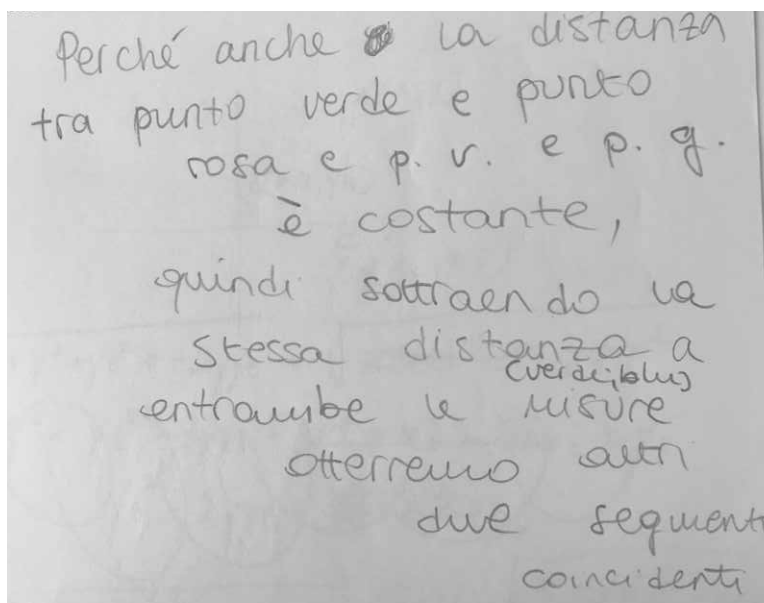 Perché anche la distanza
tra punto verde e punto
rosa e p. v. e p. g.
è costante,
quindi sottraendo la
stessa distanza a
(verde, blu)
entrambe le misure
otterremo altri
due segmenti
coincidenti